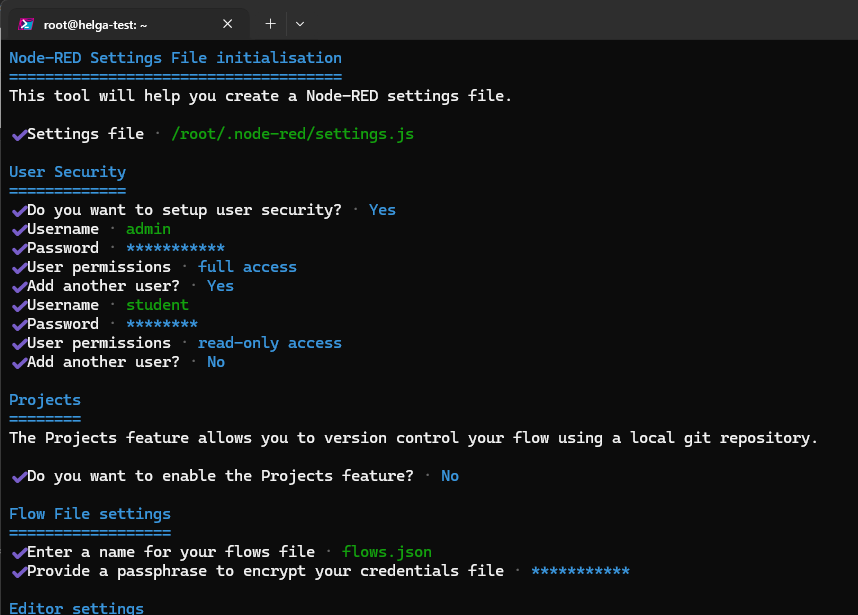 root@helga-test: ~
Node-RED Settings File initialisation
=====================================
This tool will help you create a Node-RED settings file.
✔Settings file · /root/.node-red/settings.js
User Security
=============
✔Do you want to setup user security? · Yes
✔Username · admin
✔Password · ***********
✔User permissions · full access
✔Add another user? · Yes
✔Username · student
✔Password · ********
✔User permissions · read-only access
✔Add another user? · No
Projects
========
The Projects feature allows you to version control your flow using a local git repository.
✔Do you want to enable the Projects feature? · No
Flow File settings
==================
✔Enter a name for your flows file · flows.json
✔Provide a passphrase to encrypt your credentials file · ***********
Editor settings